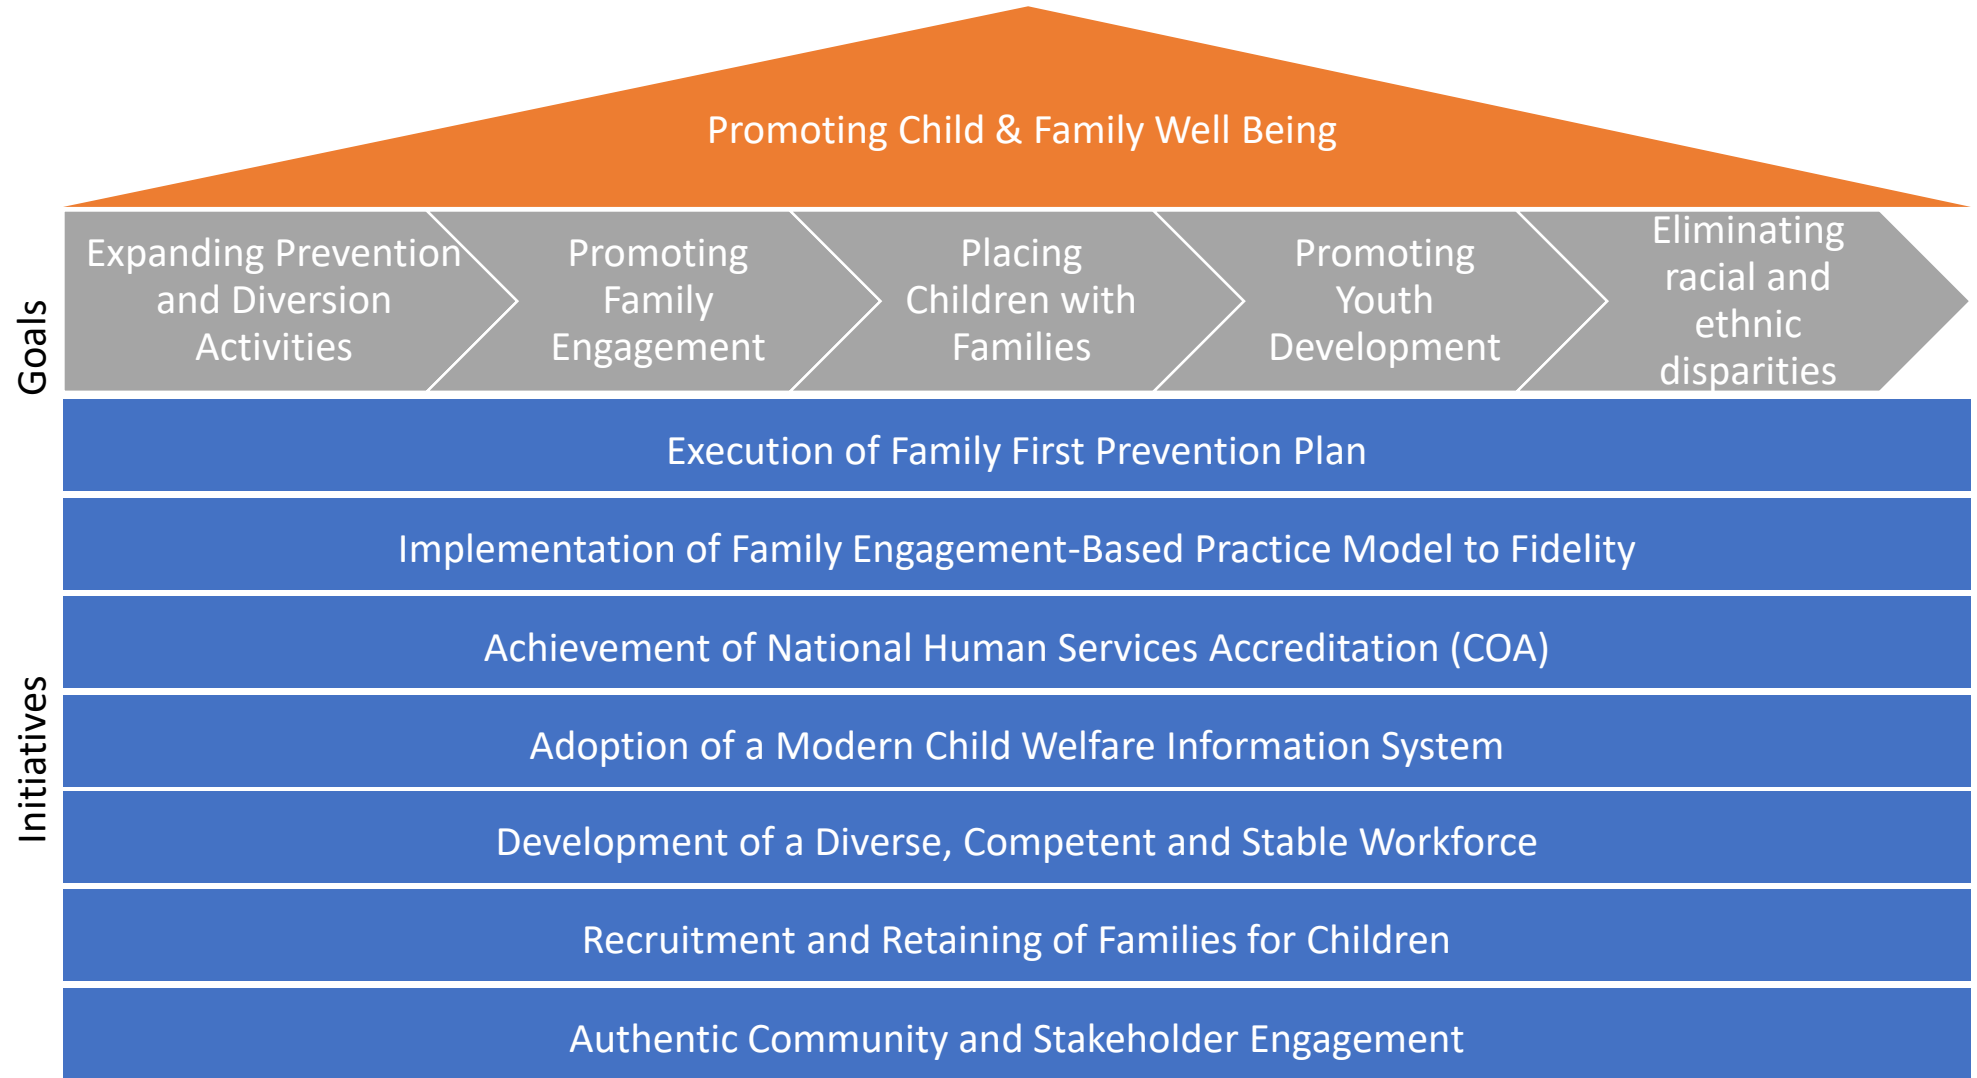 Promoting Child & Family Well Being
Goals
Expanding Prevention
and Diversion
Activities
Promoting
Family
Engagement
Placing
Children with
Families
Promoting
Youth
Development
Eliminating
racial and
ethnic
disparities
Initiatives
Execution of Family First Prevention Plan
Implementation of Family Engagement-Based Practice Model to Fidelity
Achievement of National Human Services Accreditation (COA)
Adoption of a Modern Child Welfare Information System
Development of a Diverse, Competent and Stable Workforce
Recruitment and Retaining of Families for Children
Authentic Community and Stakeholder Engagement